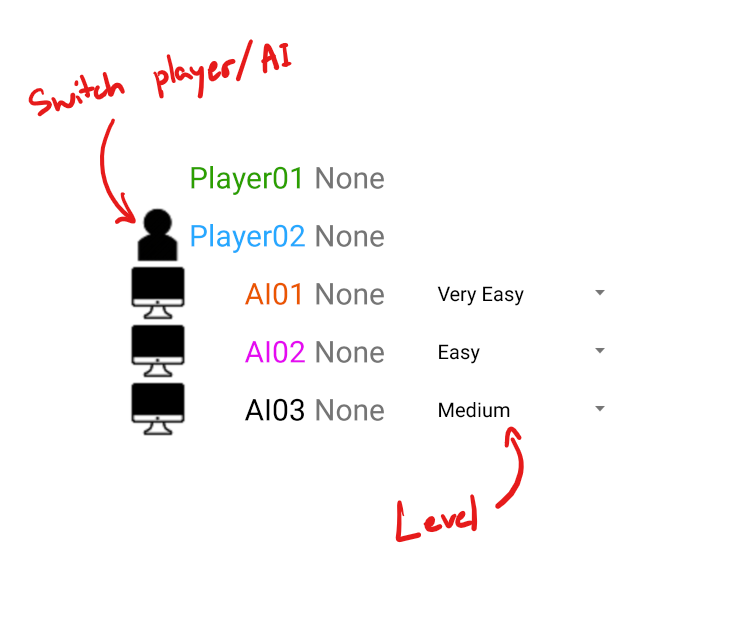 Switch player/AI
Player01 None
Player02 None
AI01 None Very Easy
AI02 None Easy
AI03 None Medium
Level